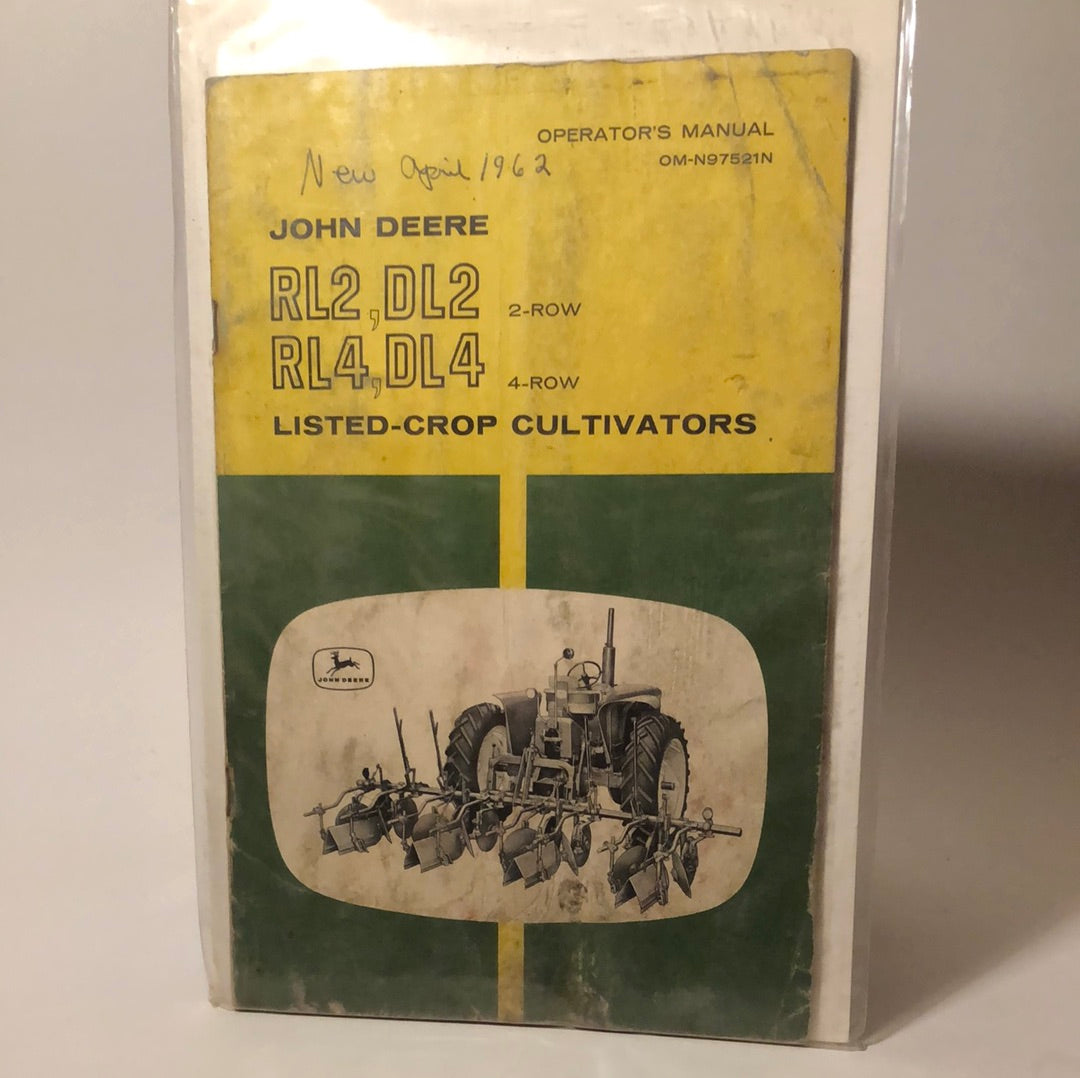 OPERATOR'S MANUAL
OM-N97521N
New April 1962
JOHN DEERE
RL2, DL2 2-ROW
RL4, DL4 4-ROW
LISTED-CROP CULTIVATORS
JOHN DEERE